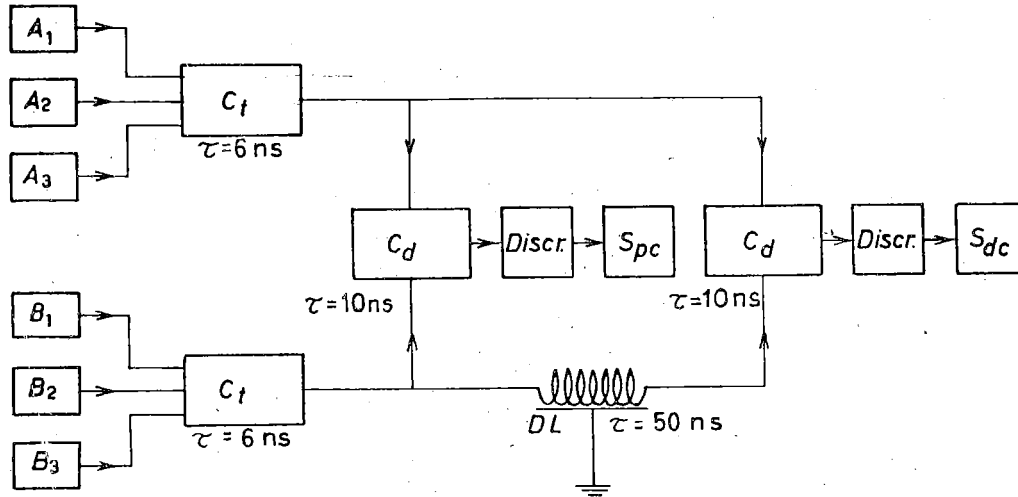 A1
A2
A3
Ct
τ=6 ns
Cd
Discr.
Spc
Cd
Discr.
Sdc
τ=10ns
τ=10ns
B1
B2
B3
Ct
τ = 6 ns
DL τ = 50 ns